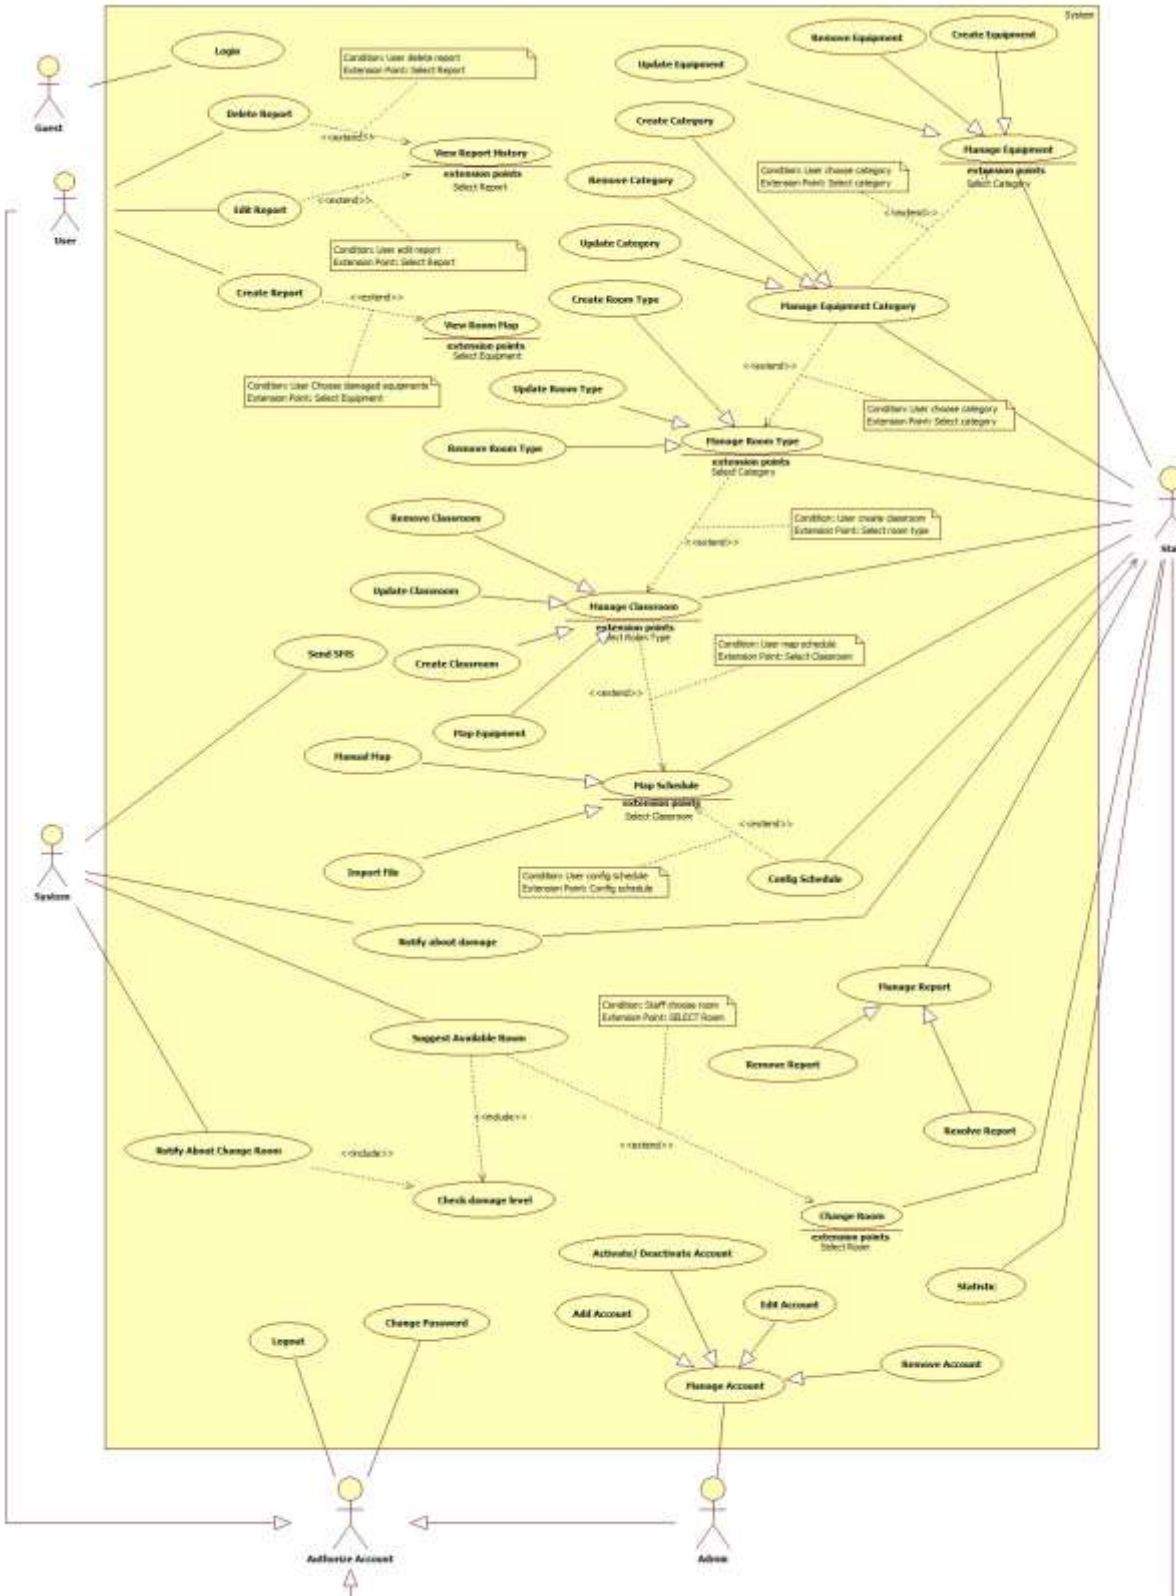 System
Login
Guest
Condition: User delete report
Extension Point: Select Report
Remove Equipment
Create Equipment
Update Equipment
Delete Report
<<extend>>
Create Category
View Report History
extension points
Select Report
Manage Equipment
extension points
Select Category
Condition: User choose category
Extension Point: Select category
Remove Category
User
Edit Report
<<extend>>
<<extend>>
Condition: User edit report
Extension Point: Select Report
Update Category
Create Report
<<extend>>
Create Room Type
Manage Equipment Category
View Room Map
extension points
Select Equipment
<<extend>>
Condition: User Choose damaged equipments
Extension Point: Select Equipment
Update Room Type
Condition: User choose category
Extension Point: Select category
Remove Room Type
Manage Room Type
extension points
Select Category
Remove Classroom
Condition: User create classroom
Extension Point: Select room type
<<extend>>
Sta
Update Classroom
Manage Classroom
extension points
Select Room Type
Send SMS
Create Classroom
Condition: User map schedule
Extension Point: Select Classroom
<<extend>>
Map Equipment
Manual Map
Map Schedule
extension points
Select Classroom
<<extend>>
Import File
Condition: User config schedule
Extension Point: Config schedule
Config Schedule
System
Notify about damage
Manage Report
Condition: Staff choose room
Extension Point: SELECT Room
Suggest Available Room
Remove Report
<<include>>
Resolve Report
<<extend>>
Notify About Change Room
<<include>>
Check damage level
Change Room
extension points
Select Room
Activate/ Deactivate Account
Statistic
Add Account
Edit Account
Change Password
Logout
Remove Account
Manage Account
Authorize Account
Admin